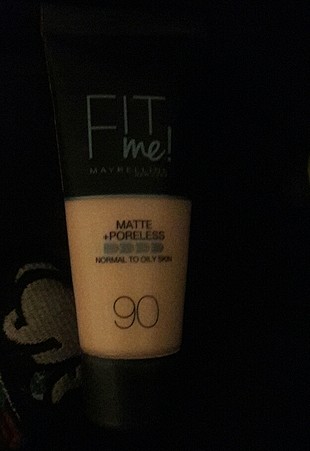 FIT
me!
MAYBELLINE
MATTE
+PORELESS
NORMAL TO OILY SKIN
90